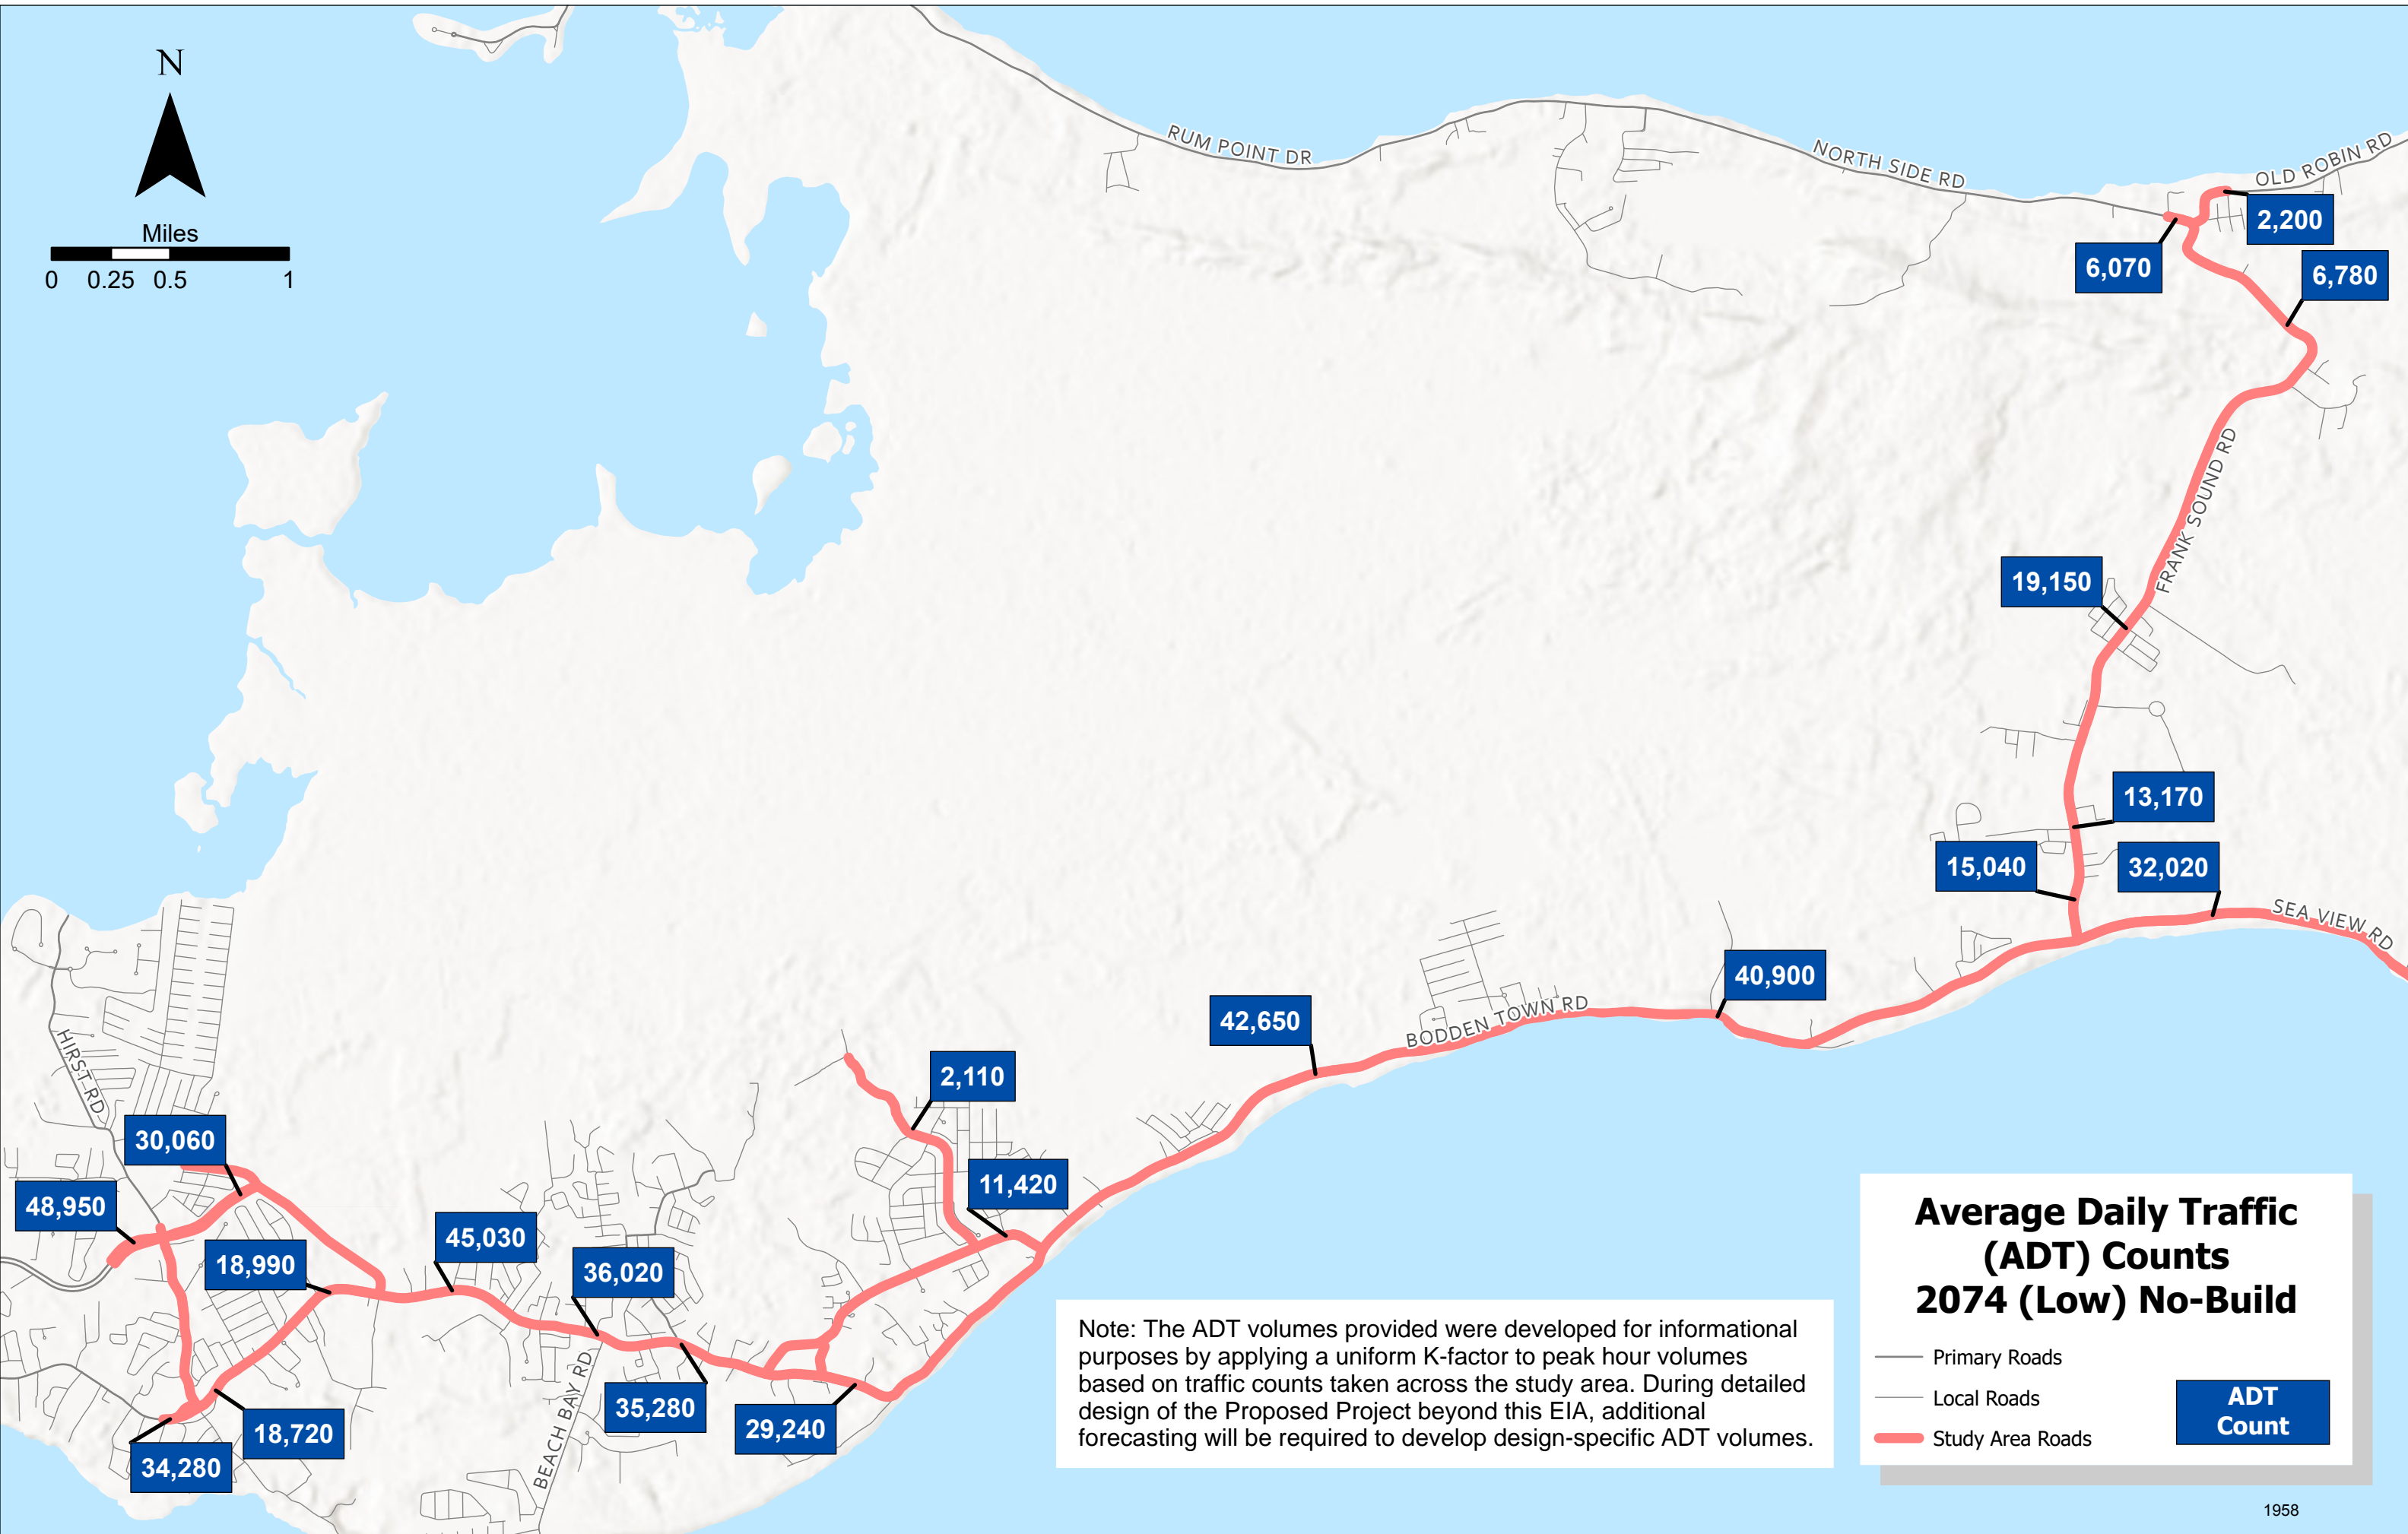 N
Miles
0 0.25 0.5 1
RUM POINT DR
NORTH SIDE RD
OLD ROBIN RD
2,200
6,070
6,780
FRANK SOUND RD
19,150
13,170
15,040
32,020
SEA VIEW RD
40,900
42,650
BODDEN TOWN RD
HIRST RD
2,110
30,060
11,420
48,950
45,030
18,990
36,020
BEACH BAY RD
35,280
29,240
18,720
34,280
Note: The ADT volumes provided were developed for informational
purposes by applying a uniform K-factor to peak hour volumes
based on traffic counts taken across the study area. During detailed
design of the Proposed Project beyond this EIA, additional
forecasting will be required to develop design-specific ADT volumes.
Average Daily Traffic
(ADT) Counts
2074 (Low) No-Build
Primary Roads
Local Roads
Study Area Roads
ADT
Count
1958